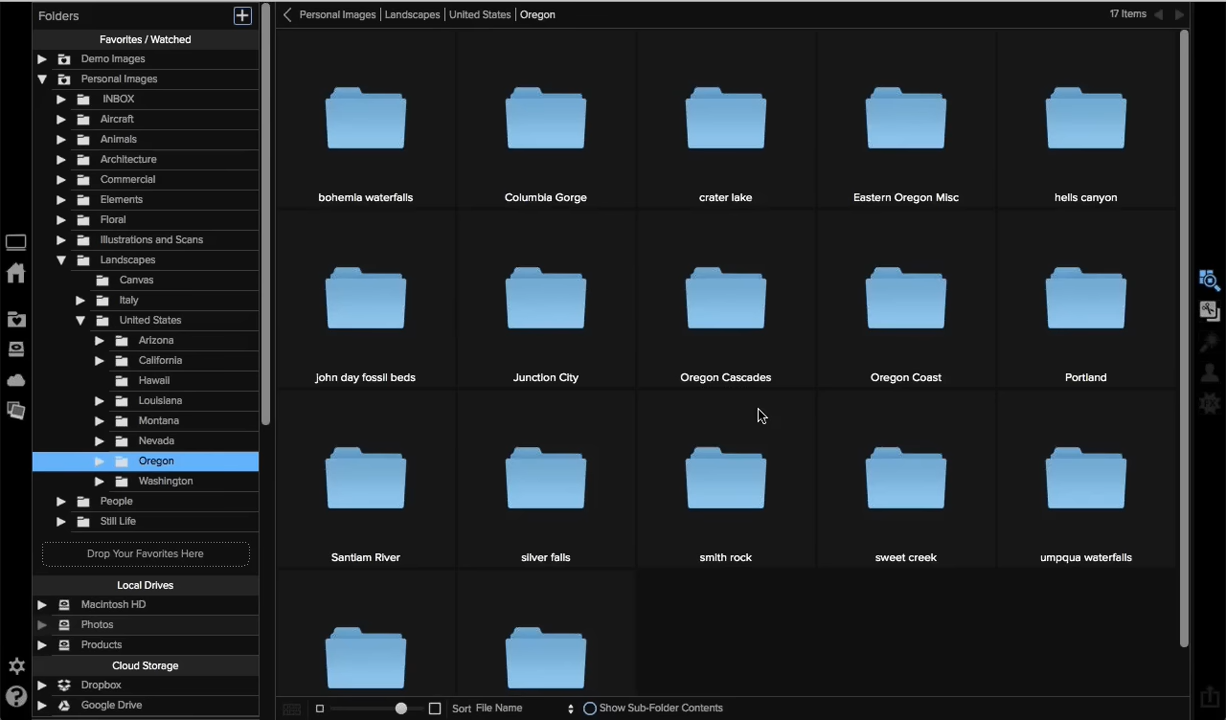 Folders
Favorites / Watched
Demo Images
Personal Images
INBOX
Aircraft
Animals
Architecture
Commercial
Elements
Floral
Illustrations and Scans
Landscapes
Canvas
Italy
United States
Arizona
California
Hawaii
Louisiana
Montana
Nevada
Oregon
Washington
People
Still Life
Drop Your Favorites Here
Local Drives
Macintosh HD
Photos
Products
Cloud Storage
Dropbox
Google Drive
Personal Images | Landscapes | United States | Oregon
17 Items
bohemia waterfalls
Columbia Gorge
crater lake
Eastern Oregon Misc
hells canyon
john day fossil beds
Junction City
Oregon Cascades
Oregon Coast
Portland
Santiam River
silver falls
smith rock
sweet creek
umpqua waterfalls
Sort File Name
Show Sub-Folder Contents
FX